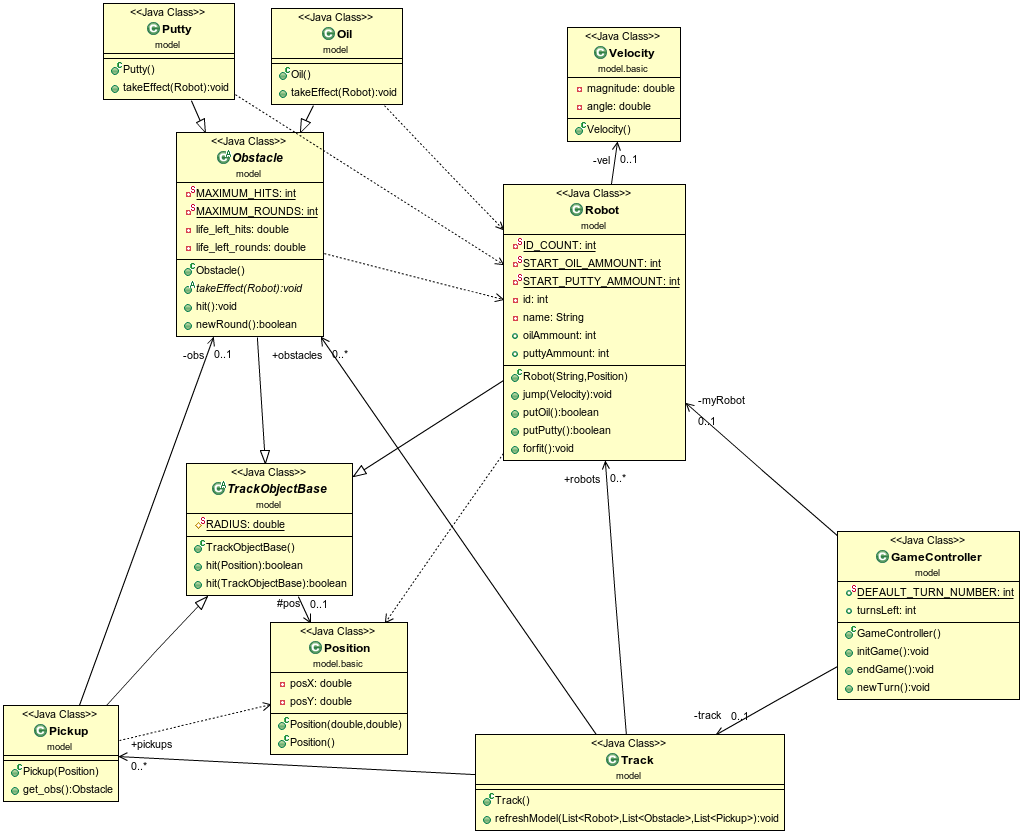 <<Java Class>>
Putty
model
Putty()
takeEffect(Robot):void
<<Java Class>>
Oil
model
Oil()
takeEffect(Robot):void
<<Java Class>>
Velocity
model.basic
magnitude: double
angle: double
Velocity()
-vel 0..1
<<Java Class>>
Obstacle
model
MAXIMUM_HITS: int
MAXIMUM_ROUNDS: int
life_left_hits: double
life_left_rounds: double
Obstacle()
takeEffect(Robot):void
hit():void
newRound():boolean
<<Java Class>>
Robot
model
ID_COUNT: int
START_OIL_AMMOUNT: int
START_PUTTY_AMMOUNT: int
id: int
name: String
oilAmmount: int
puttyAmmount: int
Robot(String,Position)
jump(Velocity):void
putOil():boolean
putPutty():boolean
forfit():void
-obs 0..1
+obstacles 0..*
-myRobot
0..1
+robots 0..*
<<Java Class>>
TrackObjectBase
model
RADIUS: double
TrackObjectBase()
hit(Position):boolean
hit(TrackObjectBase):boolean
#pos 0..1
<<Java Class>>
GameController
model
DEFAULT_TURN_NUMBER: int
turnsLeft: int
GameController()
initGame():void
endGame():void
newTurn():void
-track 0..1
<<Java Class>>
Position
model.basic
posX: double
posY: double
Position(double,double)
Position()
<<Java Class>>
Pickup
model
Pickup(Position)
get_obs():Obstacle
+pickups
0..*
<<Java Class>>
Track
model
Track()
refreshModel(List<Robot>,List<Obstacle>,List<Pickup>):void